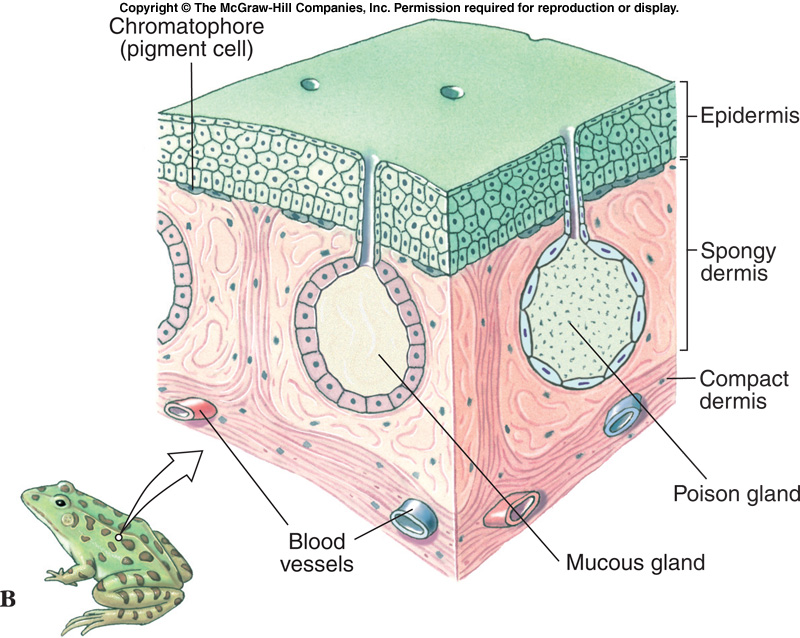 Copyright © The McGraw-Hill Companies, Inc. Permission required for reproduction or display.
Chromatophore
(pigment cell)
Epidermis
Spongy
dermis
Compact
dermis
Poison gland
Mucous gland
Blood
vessels
B